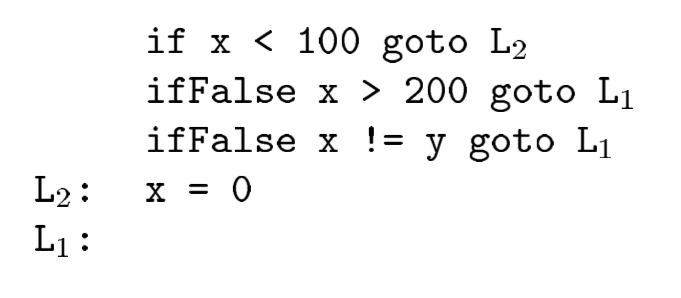 if x < 100 goto L₂
ifFalse x > 200 goto L₁
ifFalse x != y goto L₁
L₂: x = 0
L₁: